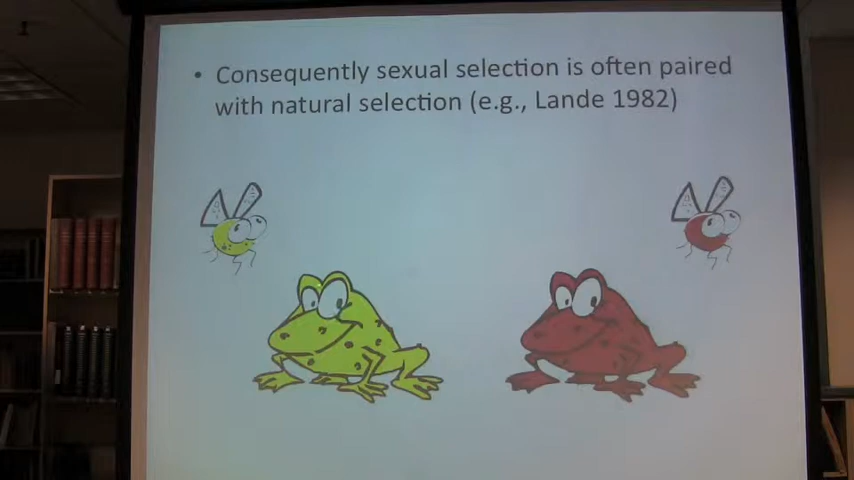 • Consequently sexual selection is often paired
with natural selection (e.g., Lande 1982)